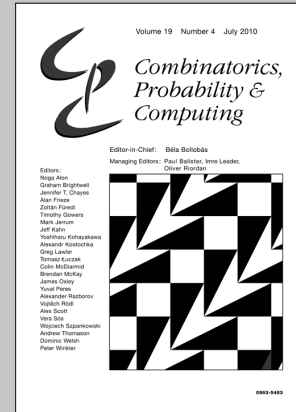 Volume 19 Number 4 July 2010
Combinatorics,
Probability &
Computing
Editor-in-Chief: Béla Bollobás
Managing Editors: Paul Balister, Imre Leader,
Oliver Riordan
Editors:
Noga Alon
Graham Brightwell
Jennifer T. Chayes
Alan Frieze
Zoltán Füredi
Timothy Gowers
Mark Jerrum
Jeff Kahn
Yoshiharu Kohayakawa
Alexandr Kostochka
Greg Lawler
Tomasz Łuczak
Colin McDiarmid
Brendan McKay
James Oxley
Yuval Peres
Alexander Razborov
Vojtěch Rödl
Alex Scott
Vera Sós
Wojciech Szpankowski
Andrew Thomason
Dominic Welsh
Peter Winkler
0963-5483